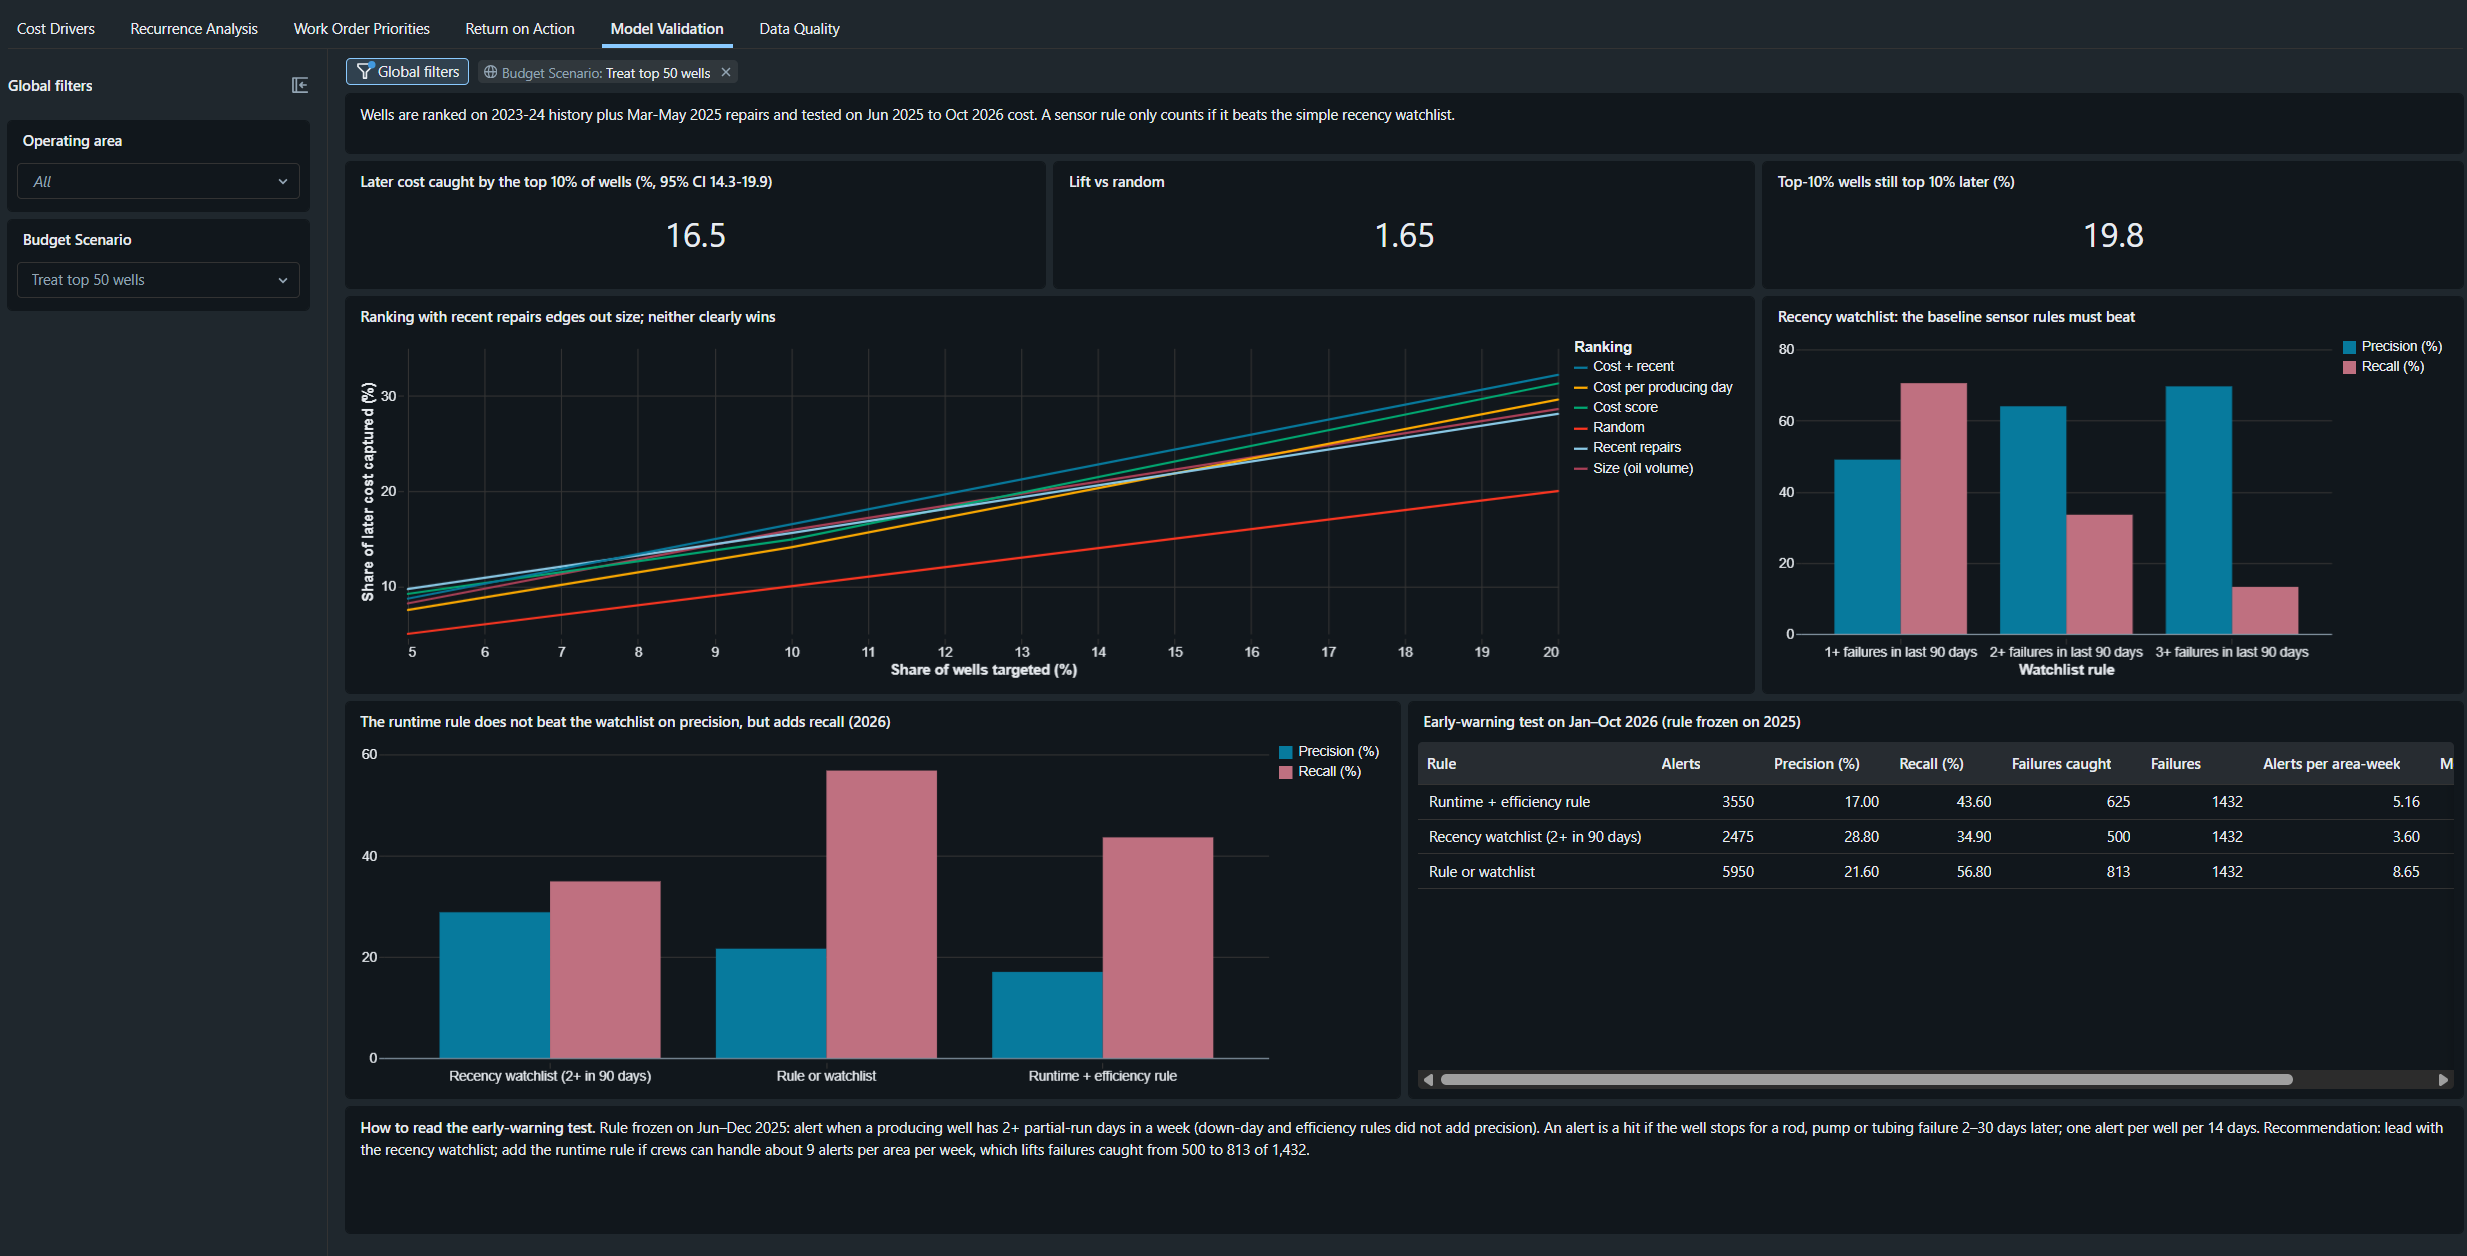 Cost Drivers
Recurrence Analysis
Work Order Priorities
Return on Action
Model Validation
Data Quality
Global filters
Operating area
All
Budget Scenario
Treat top 50 wells
Global filters
Budget Scenario: Treat top 50 wells
Wells are ranked on 2023-24 history plus Mar-May 2025 repairs and tested on Jun 2025 to Oct 2026 cost. A sensor rule only counts if it beats the simple recency watchlist.
Later cost caught by the top 10% of wells (%, 95% CI 14.3-19.9)
16.5
Lift vs random
1.65
Top-10% wells still top 10% later (%)
19.8
Ranking with recent repairs edges out size; neither clearly wins
Share of later cost captured (%)
30
20
10
5 6 7 8 9 10 11 12 13 14 15 16 17 18 19 20
Share of wells targeted (%)
Ranking
Cost + recent
Cost per producing day
Cost score
Random
Recent repairs
Size (oil volume)
Recency watchlist: the baseline sensor rules must beat
80
60
40
20
0
1+ failures in last 90 days 2+ failures in last 90 days 3+ failures in last 90 days
Watchlist rule
Precision (%)
Recall (%)
The runtime rule does not beat the watchlist on precision, but adds recall (2026)
60
40
20
0
Recency watchlist (2+ in 90 days) Rule or watchlist Runtime + efficiency rule
Precision (%)
Recall (%)
Early-warning test on Jan–Oct 2026 (rule frozen on 2025)
Rule Alerts Precision (%) Recall (%) Failures caught Failures Alerts per area-week M
Runtime + efficiency rule 3550 17.00 43.60 625 1432 5.16
Recency watchlist (2+ in 90 days) 2475 28.80 34.90 500 1432 3.60
Rule or watchlist 5950 21.60 56.80 813 1432 8.65
How to read the early-warning test. Rule frozen on Jun–Dec 2025: alert when a producing well has 2+ partial-run days in a week (down-day and efficiency rules did not add precision). An alert is a hit if the well stops for a rod, pump or tubing failure 2–30 days later; one alert per well per 14 days. Recommendation: lead with
the recency watchlist; add the runtime rule if crews can handle about 9 alerts per area per week, which lifts failures caught from 500 to 813 of 1,432.